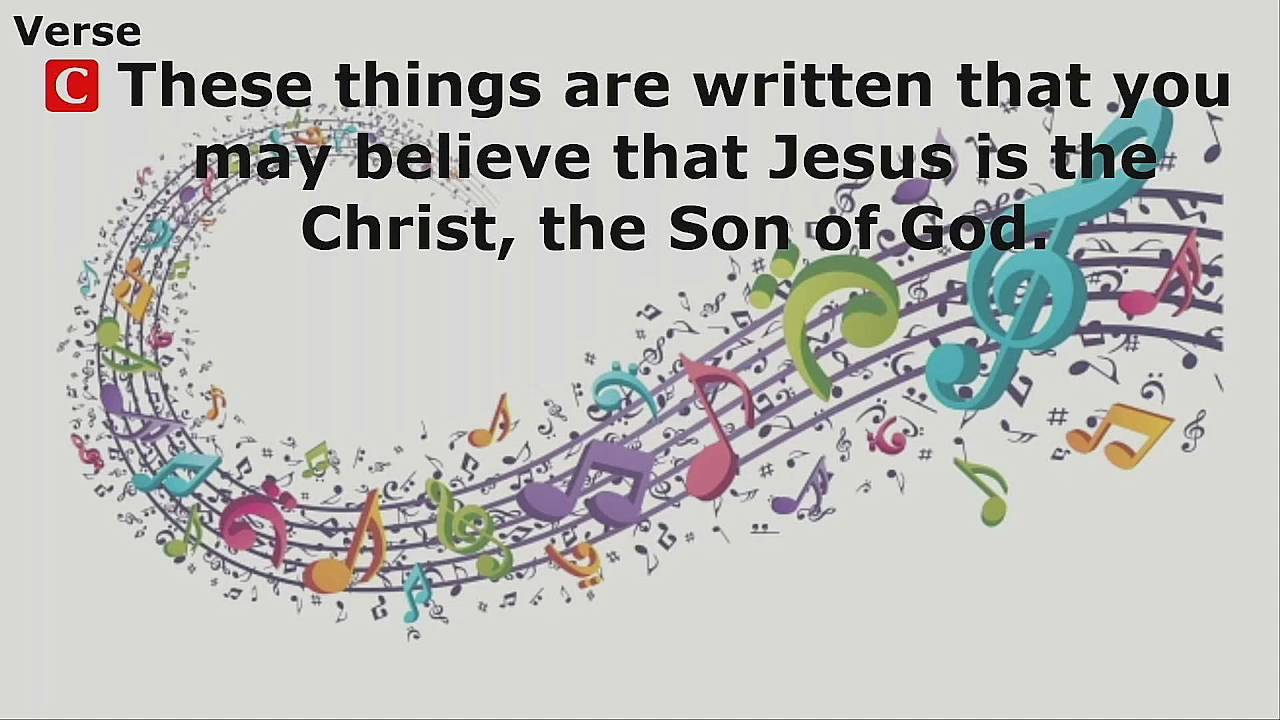 Verse
C These things are written that you
may believe that Jesus is the
Christ, the Son of God.